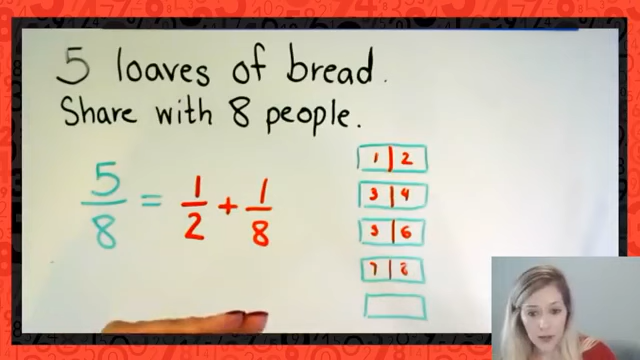 5 loaves of bread.
Share with 8 people.
5/8 = 1/2 + 1/8
1 | 2
3 | 4
5 | 6
7 | 8